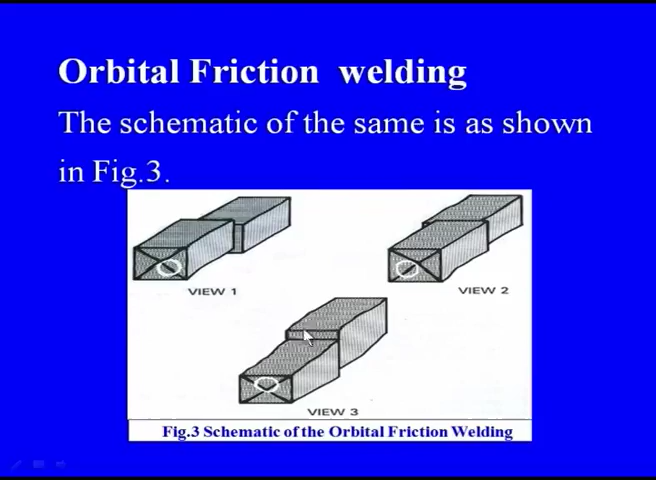 Orbital Friction welding
The schematic of the same is as shown
in Fig.3.
VIEW 1
VIEW 2
VIEW 3
Fig.3 Schematic of the Orbital Friction Welding